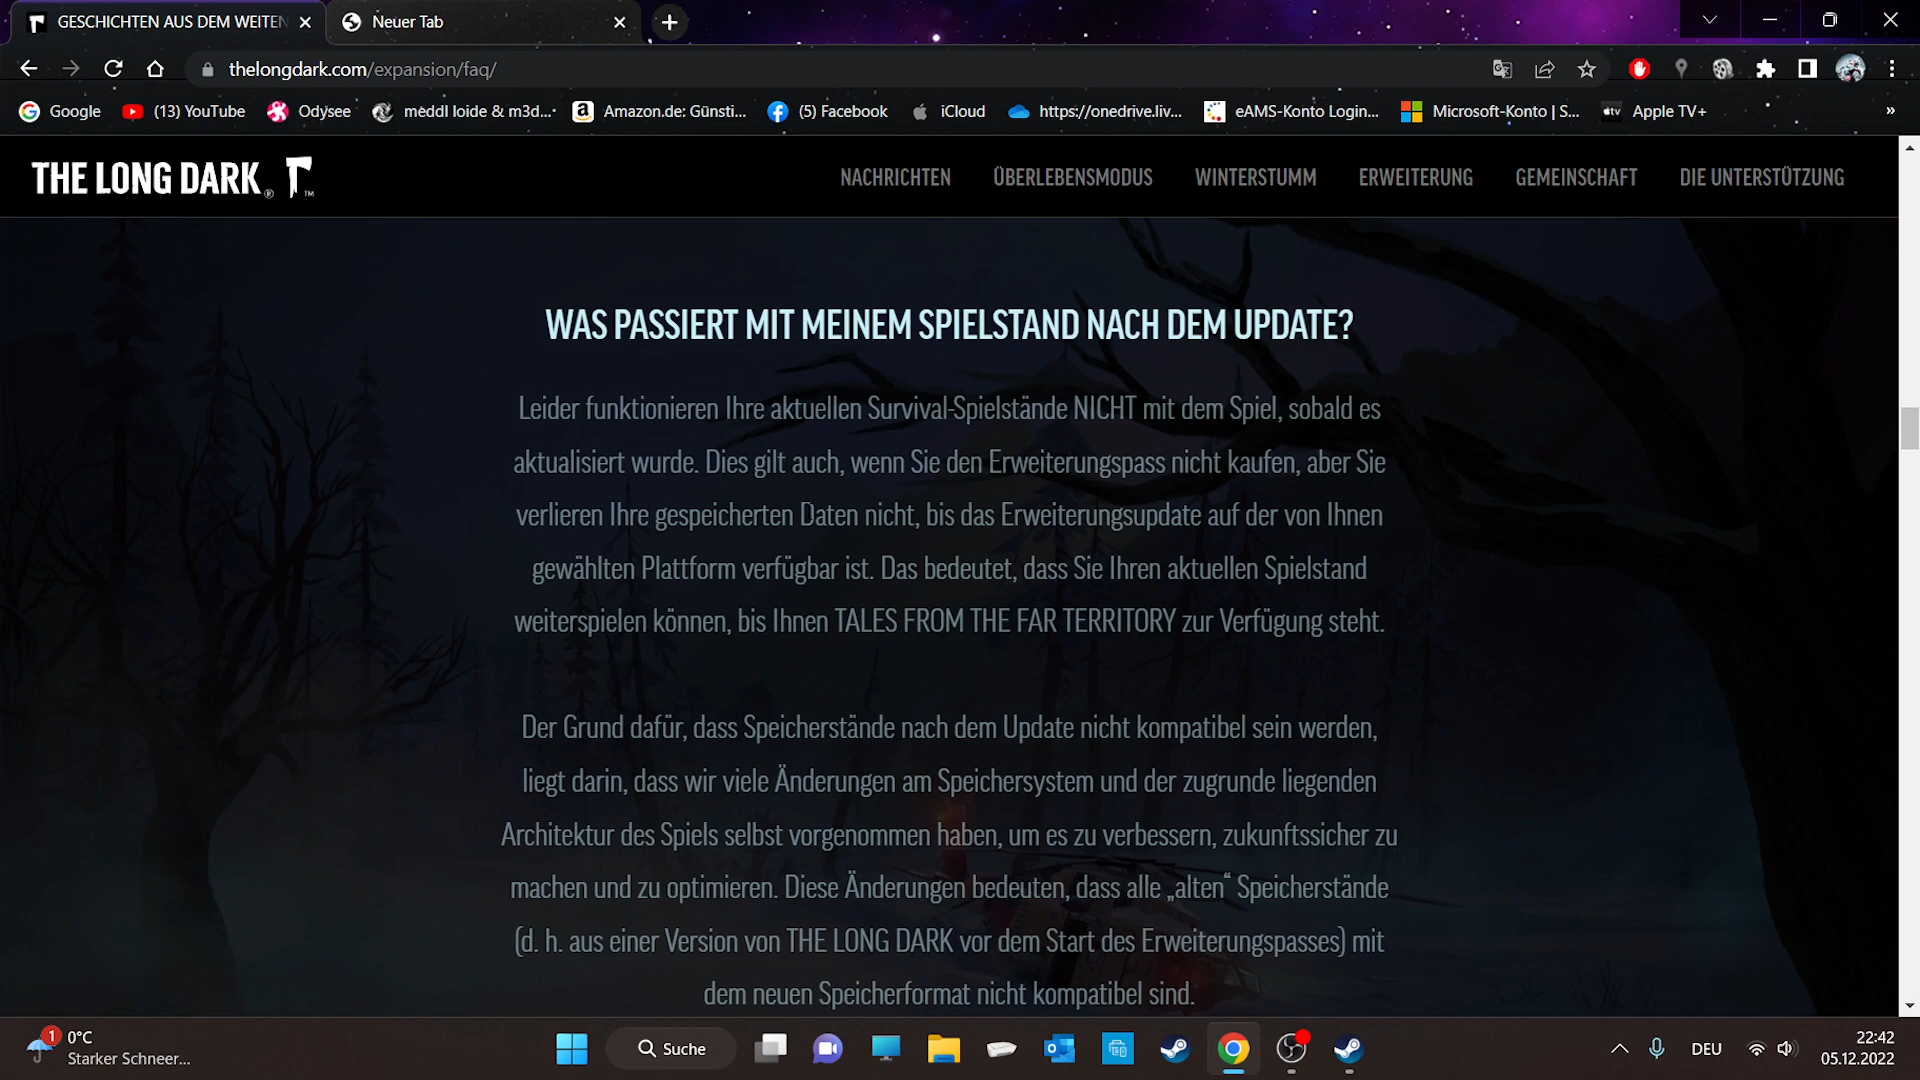 GESCHICHTEN AUS DEM WEITEN
Neuer Tab
thelongdark.com/expansion/faq/
Google
(13) YouTube
Odysee
meddl loide & m3d...
Amazon.de: Günsti...
(5) Facebook
iCloud
https://onedrive.liv...
eAMS-Konto Login...
Microsoft-Konto | S...
tv
Apple TV+
»
THE LONG DARK® ™
NACHRICHTEN
ÜBERLEBENSMODUS
WINTERSTUMM
ERWEITERUNG
GEMEINSCHAFT
DIE UNTERSTÜTZUNG
WAS PASSIERT MIT MEINEM SPIELSTAND NACH DEM UPDATE?
Leider funktionieren Ihre aktuellen Survival-Spielstände NICHT mit dem Spiel, sobald es
aktualisiert wurde. Dies gilt auch, wenn Sie den Erweiterungspass nicht kaufen, aber Sie
verlieren Ihre gespeicherten Daten nicht, bis das Erweiterungsupdate auf der von Ihnen
gewählten Plattform verfügbar ist. Das bedeutet, dass Sie Ihren aktuellen Spielstand
weiterspielen können, bis Ihnen TALES FROM THE FAR TERRITORY zur Verfügung steht.
Der Grund dafür, dass Speicherstände nach dem Update nicht kompatibel sein werden,
liegt darin, dass wir viele Änderungen am Speichersystem und der zugrunde liegenden
Architektur des Spiels selbst vorgenommen haben, um es zu verbessern, zukunftssicher zu
machen und zu optimieren. Diese Änderungen bedeuten, dass alle „alten“ Speicherstände
(d. h. aus einer Version von THE LONG DARK vor dem Start des Erweiterungspasses) mit
dem neuen Speicherformat nicht kompatibel sind.
1
0°C
Starker Schneer...
Suche
DEU
22:42
05.12.2022